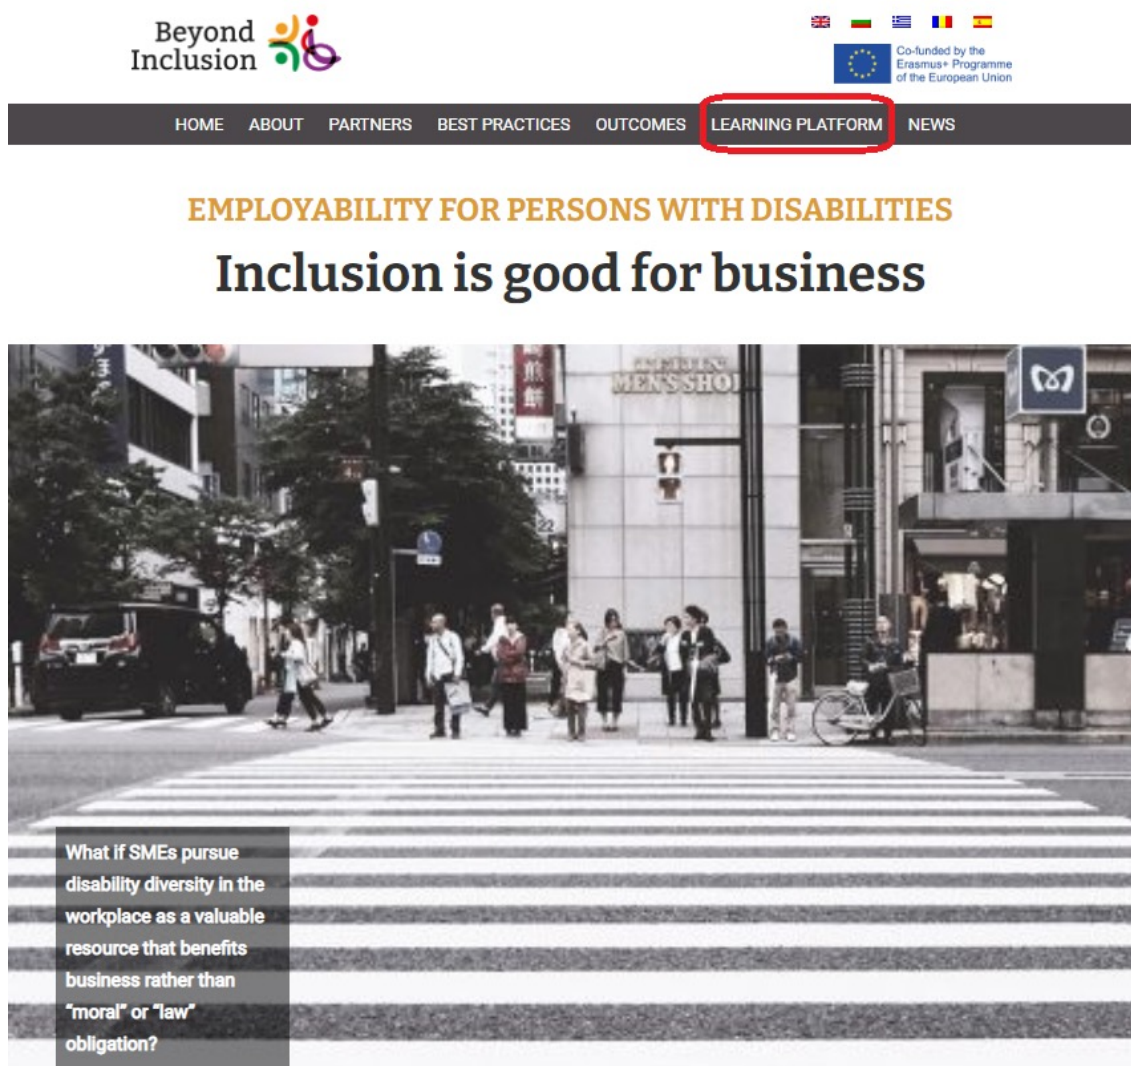 Beyond
Inclusion
Co-funded by the
Erasmus+ Programme
of the European Union
HOME ABOUT PARTNERS BEST PRACTICES OUTCOMES LEARNING PLATFORM NEWS
EMPLOYABILITY FOR PERSONS WITH DISABILITIES
Inclusion is good for business
MEN'S SHOP
22
What if SMEs pursue
disability diversity in the
workplace as a valuable
resource that benefits
business rather than
“moral” or “law”
obligation?